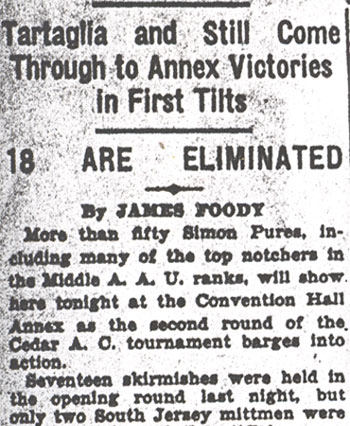 Tartaglia and Still Come
Through to Annex Victories
in First Tilts
18 ARE ELIMINATED
By JAMES FOODY
More than fifty Simon Pures, in-
cluding many of the top notchers in
the Middle A. A. U. ranks, will show
here tonight at the Convention Hall
Annex as the second round of the
Cedar A. C. tournament barges into
action.
Seventeen skirmishes were held in
the opening round last night, but
only two South Jersey mittmen were